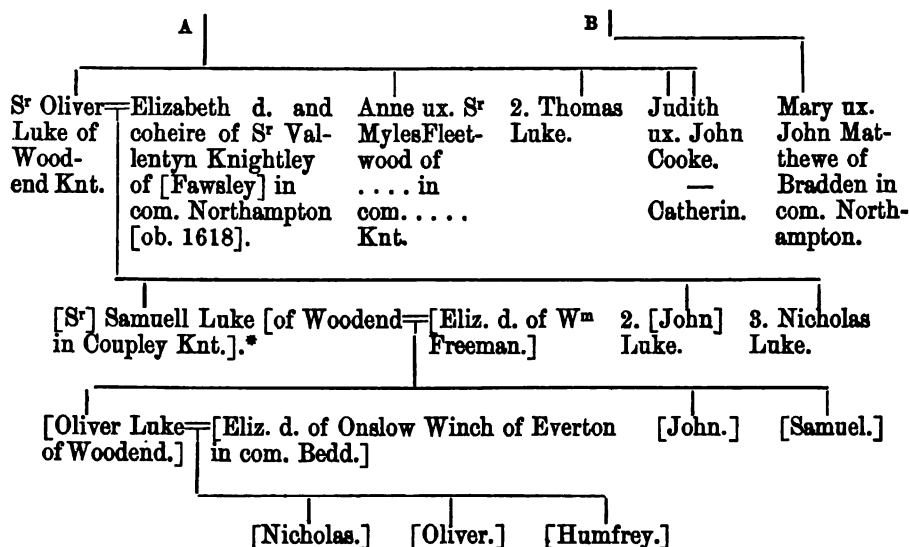 A
B
Sʳ Oliver
Luke of
Wood-
end Knt.
Elizabeth d. and
coheire of Sʳ Val-
lentyn Knightley
of [Fawsley] in
com. Northampton
[ob. 1618].
Anne ux. Sʳ
MylesFleet-
wood of
. . . . in
com. . . . .
Knt.
2. Thomas
Luke.
Judith
ux. John
Cooke.
—
Catherin.
Mary ux.
John Mat-
thewe of
Bradden in
com. North-
ampton.
[Sʳ] Samuell Luke [of Woodend
in Coupley Knt.].*
[Eliz. d. of Wᵐ
Freeman.]
2. [John]
Luke.
3. Nicholas
Luke.
[Oliver Luke
of Woodend.]
[Eliz. d. of Onslow Winch of Everton
in com. Bedd.]
[John.]
[Samuel.]
[Nicholas.]
[Oliver.]
[Humfrey.]